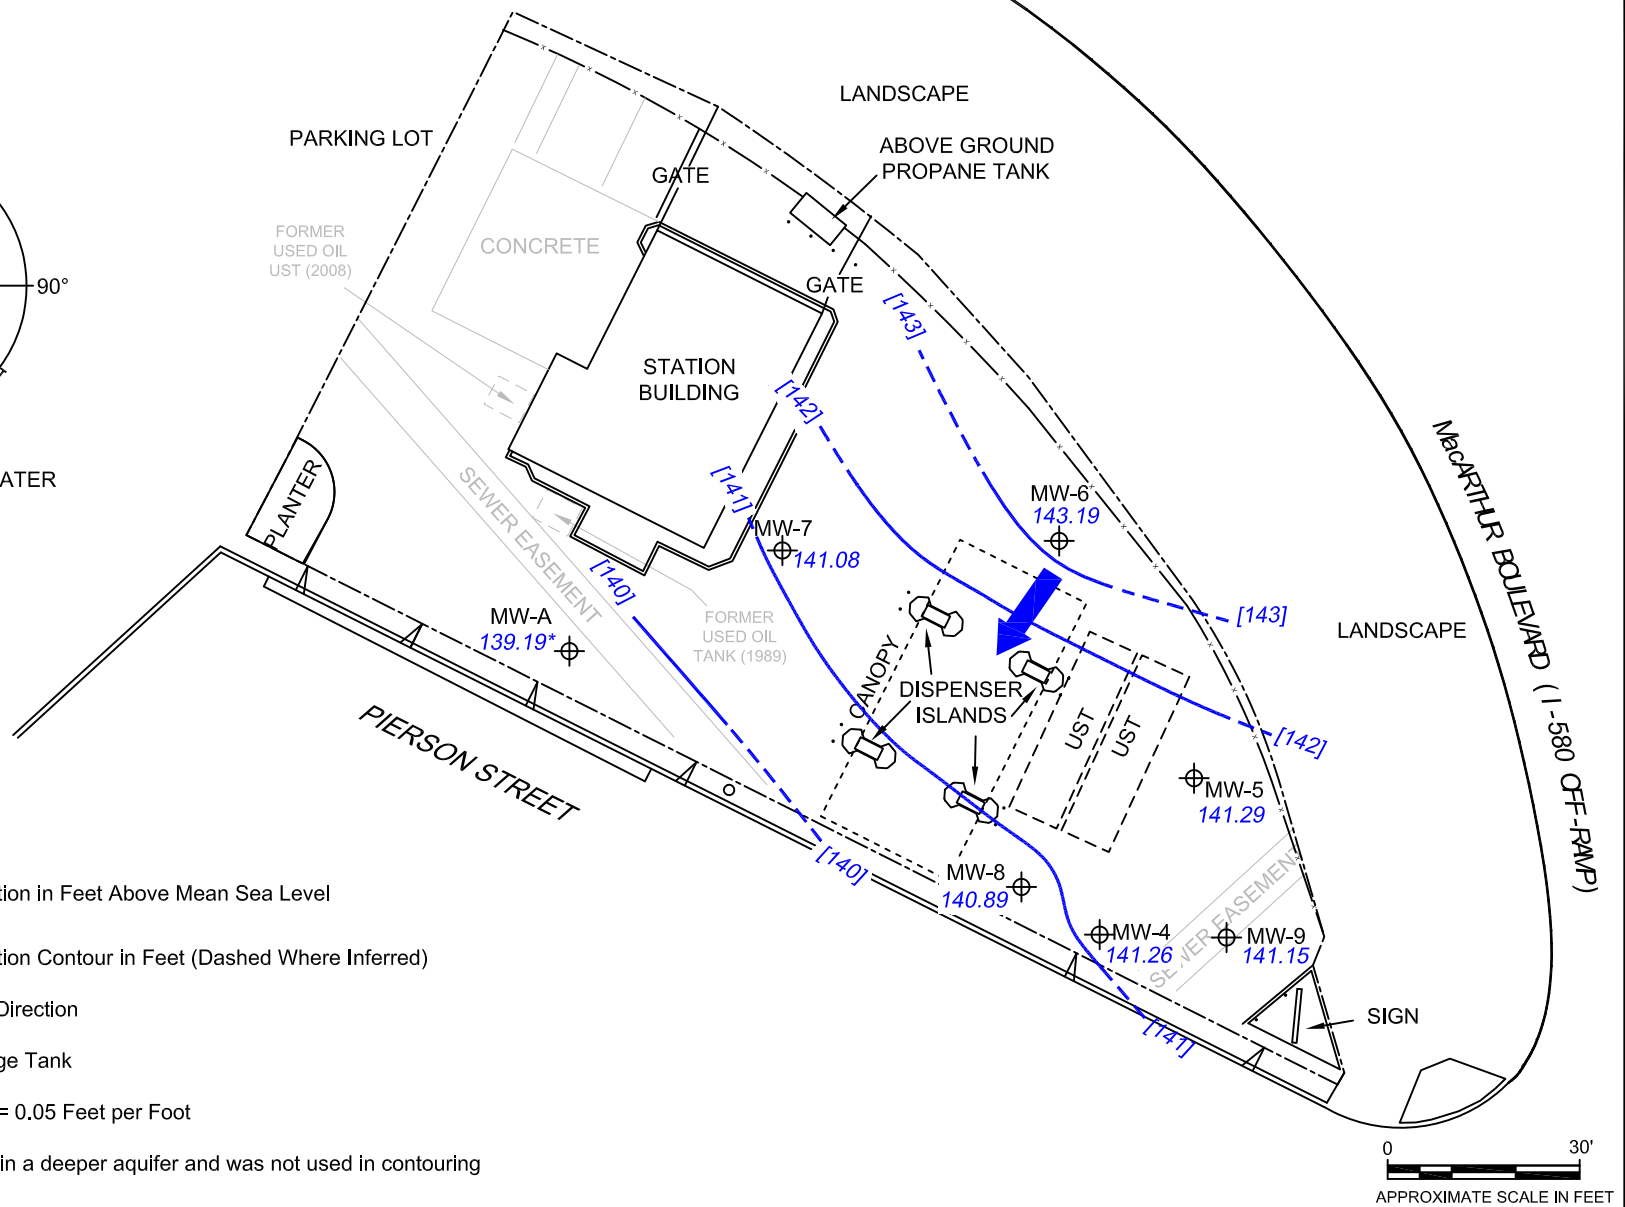 LANDSCAPE
PARKING LOT
ABOVE GROUND
PROPANE TANK
GATE
FORMER
USED OIL
UST (2008)
CONCRETE
90°
GATE
[143]
STATION
BUILDING
[142]
MacARTHUR BOULEVARD (I-580 OFF-RAMP)
ATER
PLANTER
SEWER EASEMENT
[141]
MW-6
143.19
MW-7
141.08
[140]
MW-A
139.19*
FORMER
USED OIL
TANK (1989)
[143]
LANDSCAPE
CANOPY
DISPENSER
ISLANDS
UST
UST
[142]
PIERSON STREET
MW-5
141.29
[140]
MW-8
140.89
SEWER EASEMENT
MW-4
141.26
MW-9
141.15
[141]
SIGN
tion in Feet Above Mean Sea Level
tion Contour in Feet (Dashed Where Inferred)
Direction
ge Tank
= 0.05 Feet per Foot
in a deeper aquifer and was not used in contouring
0 30'
APPROXIMATE SCALE IN FEET